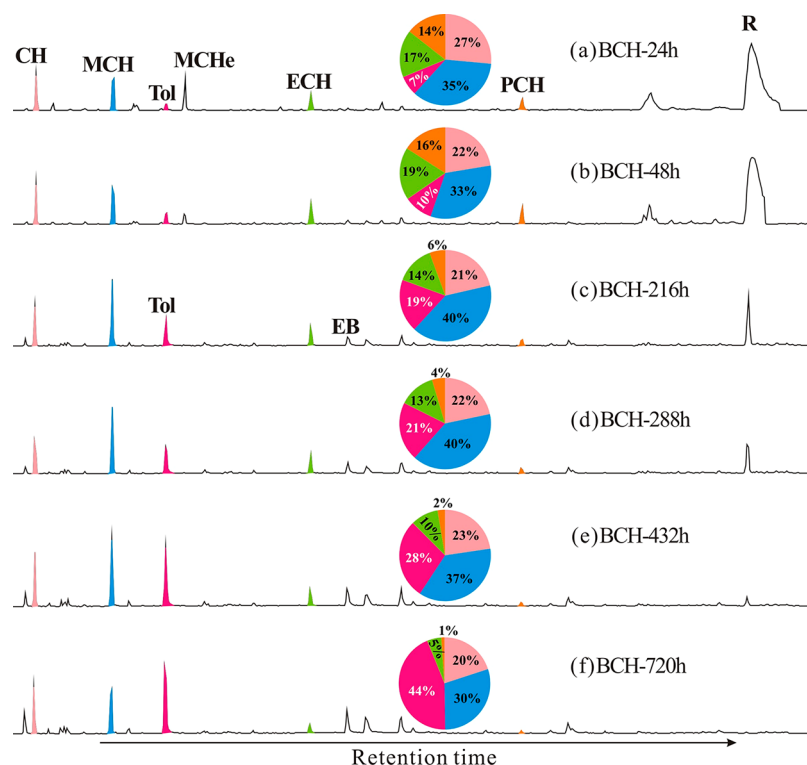 CH
MCH
Tol
MCHe
ECH
PCH
R
14%
27%
17%
7%
35%
(a)BCH-24h
16%
22%
19%
10%
33%
(b)BCH-48h
6%
14%
21%
19%
40%
(c)BCH-216h
Tol
EB
4%
13%
22%
21%
40%
(d)BCH-288h
2%
10%
23%
28%
37%
(e)BCH-432h
1%
5%
20%
44%
30%
(f)BCH-720h
Retention time